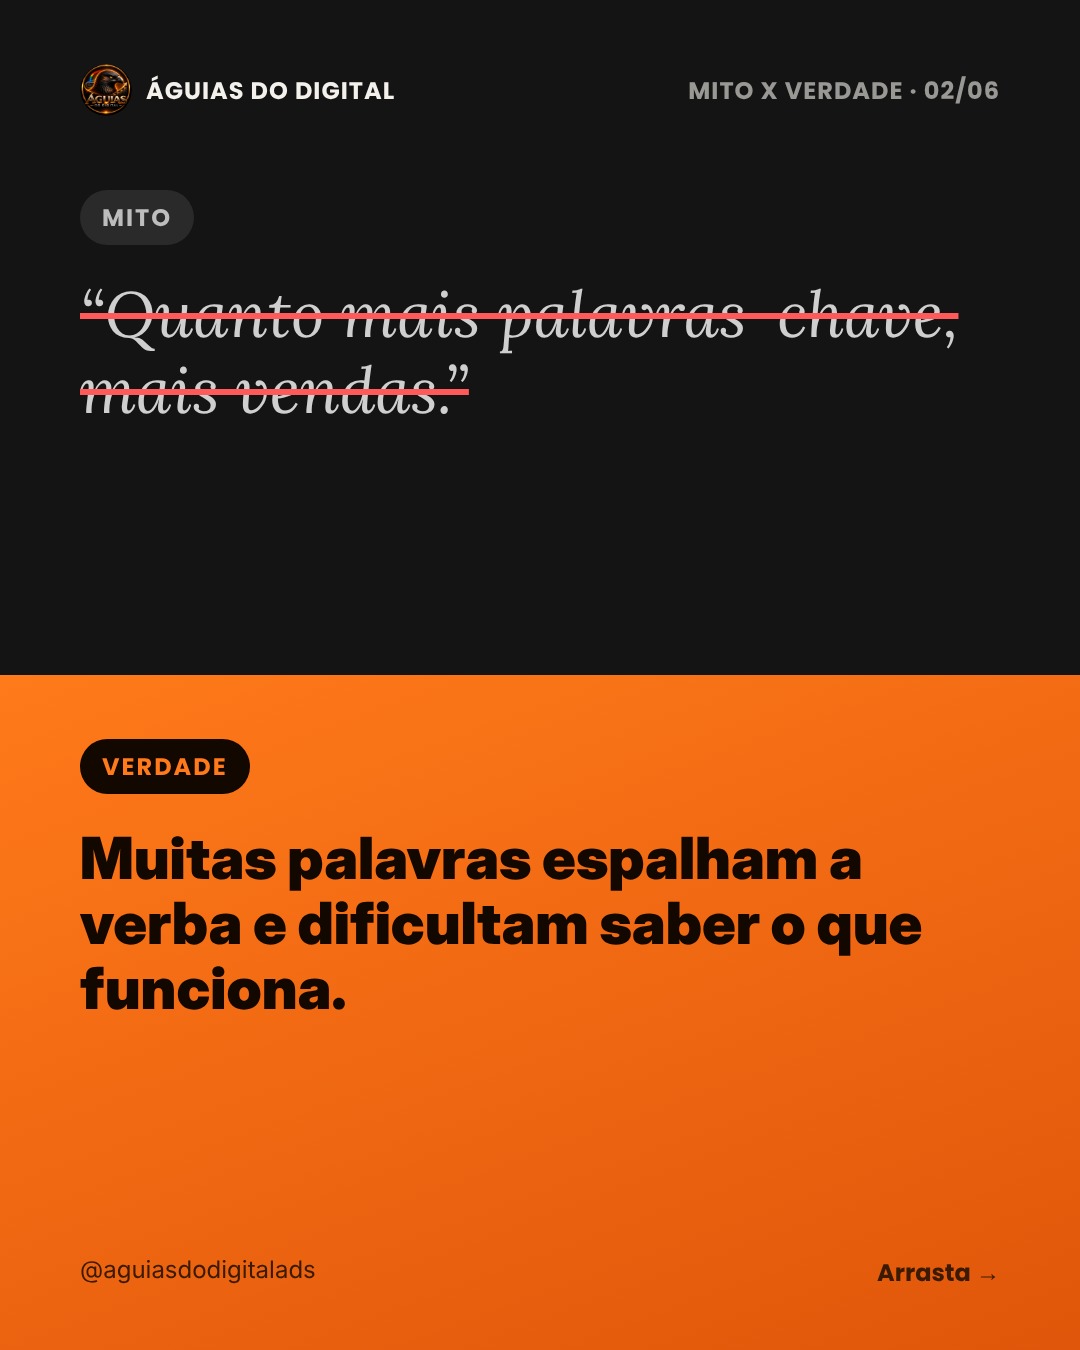 ÁGUIAS
ÁGUIAS DO DIGITAL
MITO X VERDADE · 02/06
MITO
“Quanto mais palavras-chave,
mais vendas.”
VERDADE
Muitas palavras espalham a
verba e dificultam saber o que
funciona.
@aguiasdodigitalads
Arrasta →